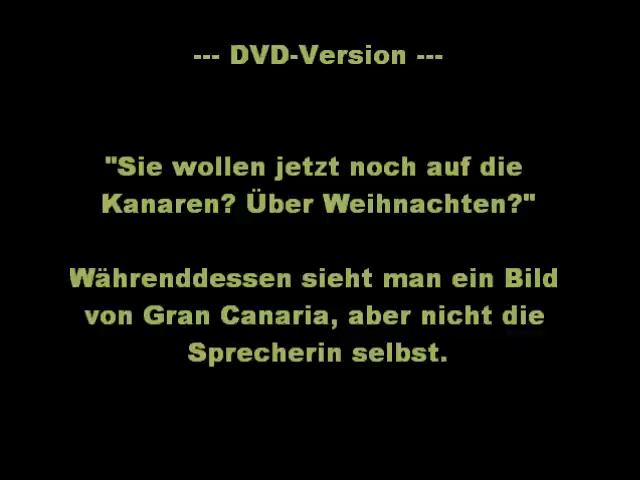 --- DVD-Version ---
"Sie wollen jetzt noch auf die
Kanaren? Über Weihnachten?"
Währenddessen sieht man ein Bild
von Gran Canaria, aber nicht die
Sprecherin selbst.